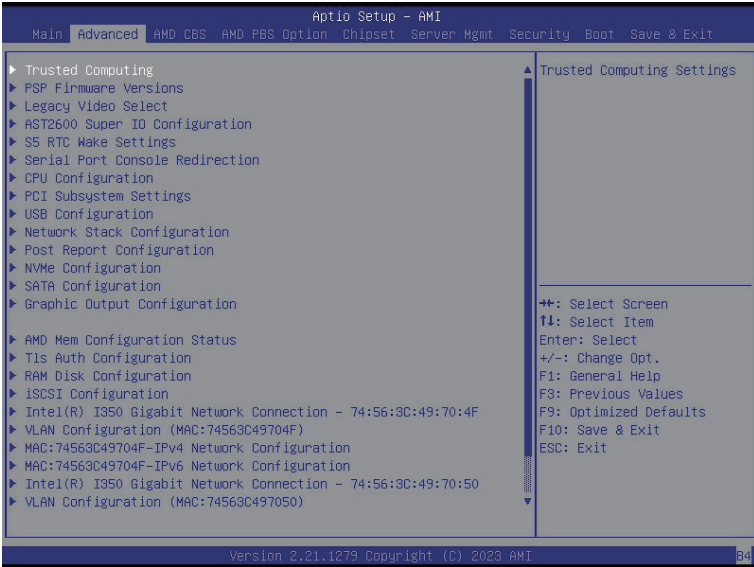 Aptio Setup – AMI
Main Advanced AMD CBS AMD PBS Option Chipset Server Mgmt Security Boot Save & Exit
Trusted Computing
PSP Firmware Versions
Legacy Video Select
AST2600 Super IO Configuration
S5 RTC Wake Settings
Serial Port Console Redirection
CPU Configuration
PCI Subsystem Settings
USB Configuration
Network Stack Configuration
Post Report Configuration
NVMe Configuration
SATA Configuration
Graphic Output Configuration
AMD Mem Configuration Status
Tls Auth Configuration
RAM Disk Configuration
iSCSI Configuration
Intel(R) I350 Gigabit Network Connection – 74:56:3C:49:70:4F
VLAN Configuration (MAC:74563C49704F)
MAC:74563C49704F-IPv4 Network Configuration
MAC:74563C49704F-IPv6 Network Configuration
Intel(R) I350 Gigabit Network Connection – 74:56:3C:49:70:50
VLAN Configuration (MAC:74563C497050)
Trusted Computing Settings
→←: Select Screen
↑↓: Select Item
Enter: Select
+/-: Change Opt.
F1: General Help
F3: Previous Values
F9: Optimized Defaults
F10: Save & Exit
ESC: Exit
Version 2.21.1279 Copyright (C) 2023 AMI
B4